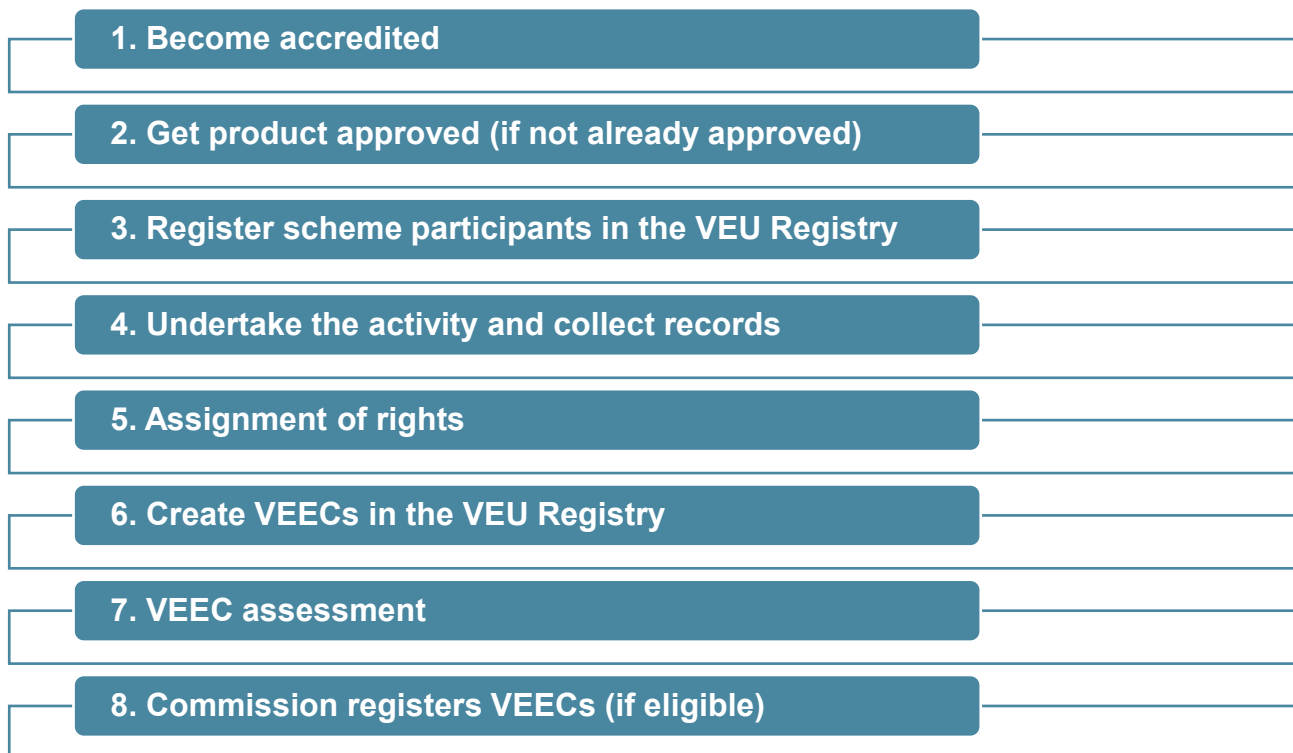 1. Become accredited
2. Get product approved (if not already approved)
3. Register scheme participants in the VEU Registry
4. Undertake the activity and collect records
5. Assignment of rights
6. Create VEECs in the VEU Registry
7. VEEC assessment
8. Commission registers VEECs (if eligible)